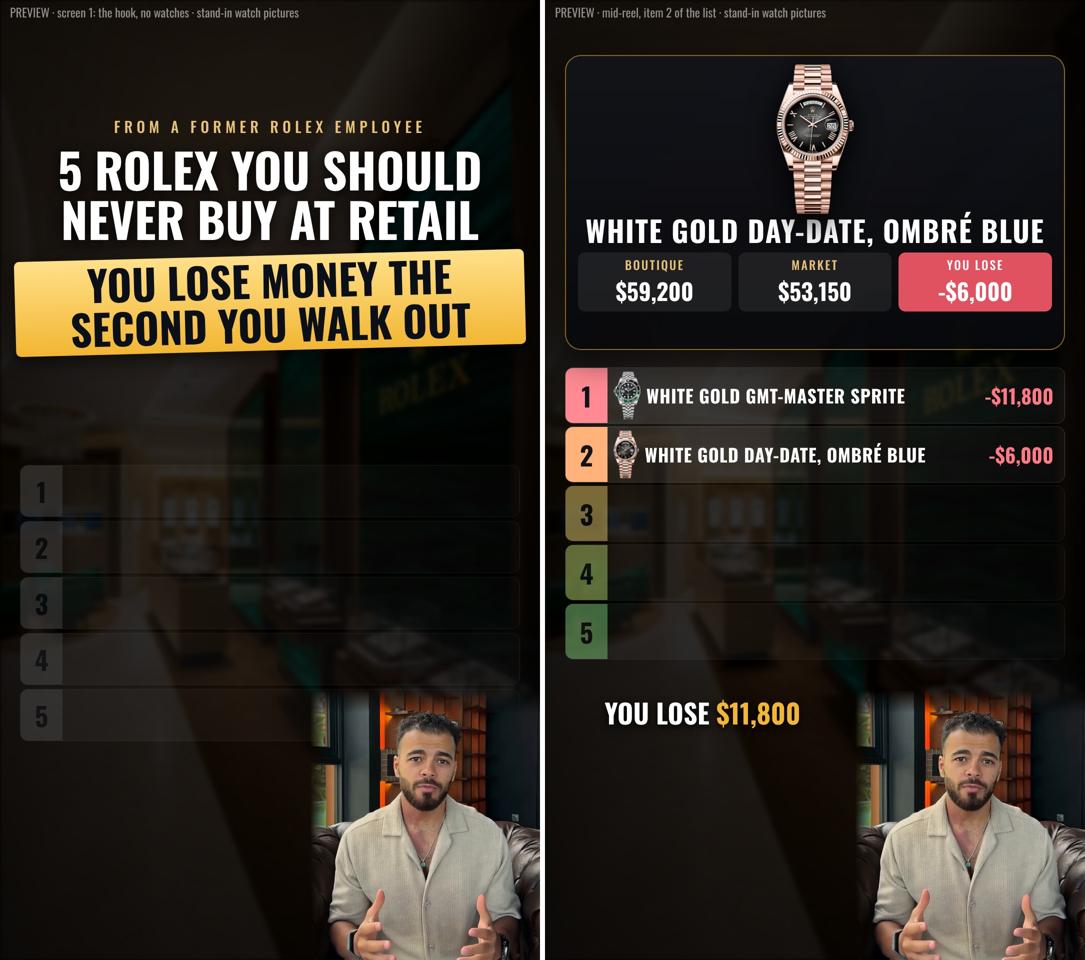 PREVIEW · screen 1: the hook, no watches · stand-in watch pictures
FROM A FORMER ROLEX EMPLOYEE
5 ROLEX YOU SHOULD
NEVER BUY AT RETAIL
YOU LOSE MONEY THE
SECOND YOU WALK OUT
ROLEX
1
2
3
4
5
PREVIEW · mid-reel, item 2 of the list · stand-in watch pictures
WHITE GOLD DAY-DATE, OMBRÉ BLUE
BOUTIQUE
$59,200
MARKET
$53,150
YOU LOSE
-$6,000
ROLEX
1 WHITE GOLD GMT-MASTER SPRITE -$11,800
2 WHITE GOLD DAY-DATE, OMBRÉ BLUE -$6,000
3
4
5
YOU LOSE $11,800